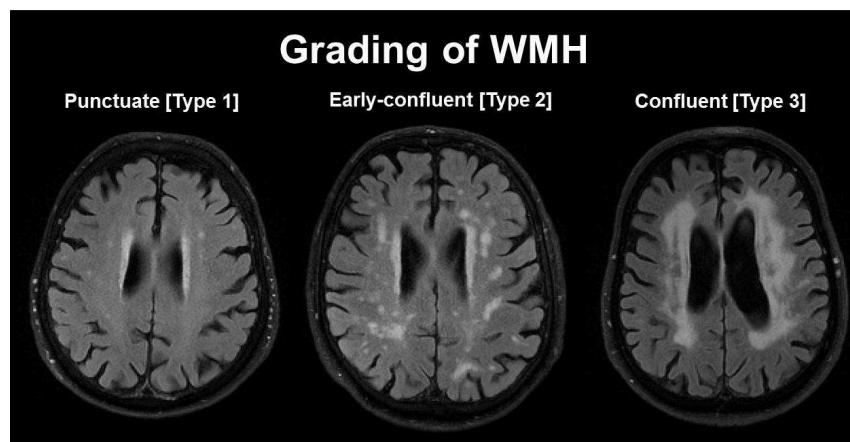 Grading of WMH
Punctuate [Type 1]
Early-confluent [Type 2]
Confluent [Type 3]